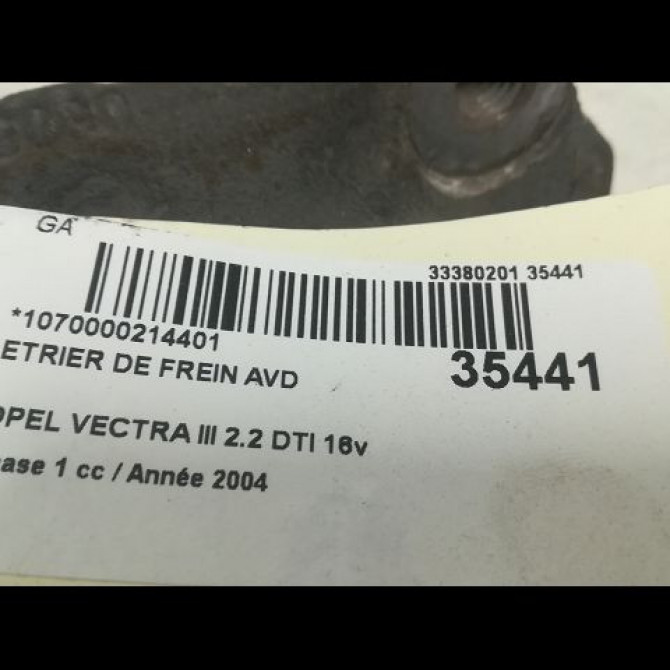 GA
33380201 35441
*1070000214401
35441
ETRIER DE FREIN AVD
OPEL VECTRA III 2.2 DTI 16v
1 cc / Année 2004